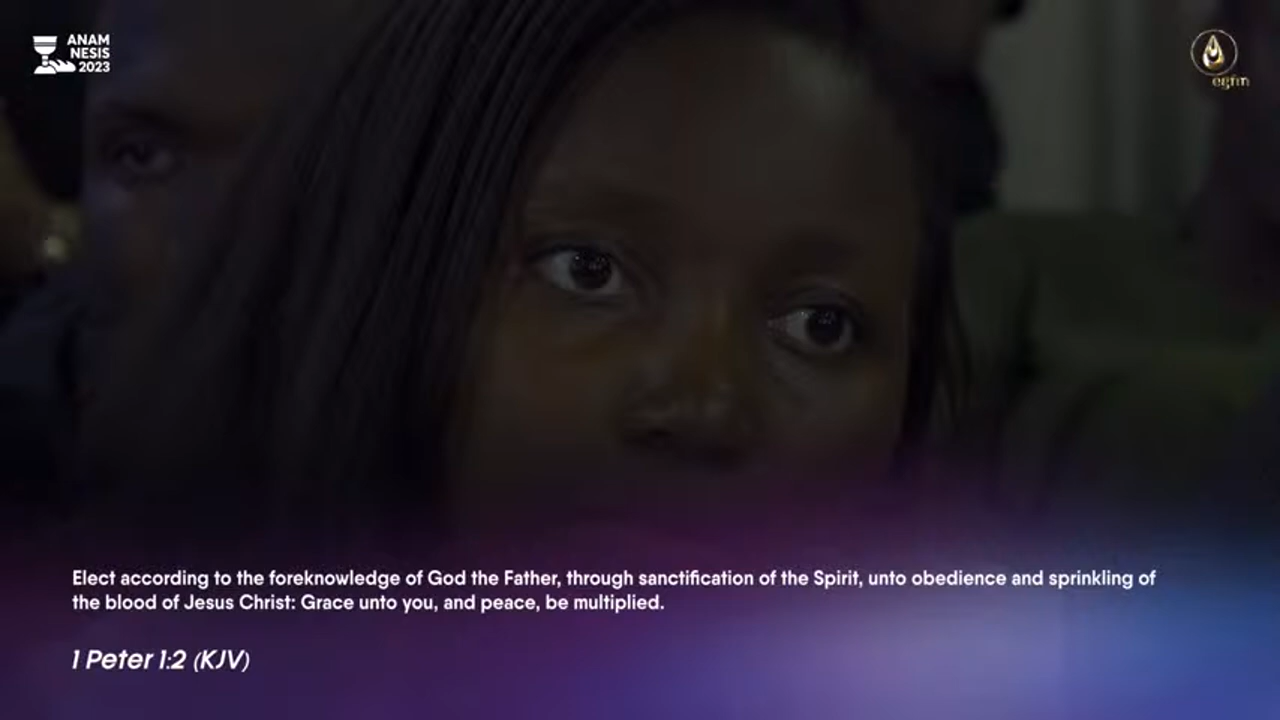 ANAM
NESIS
2023
egfm
Elect according to the foreknowledge of God the Father, through sanctification of the Spirit, unto obedience and sprinkling of
the blood of Jesus Christ: Grace unto you, and peace, be multiplied.
1 Peter 1:2 (KJV)